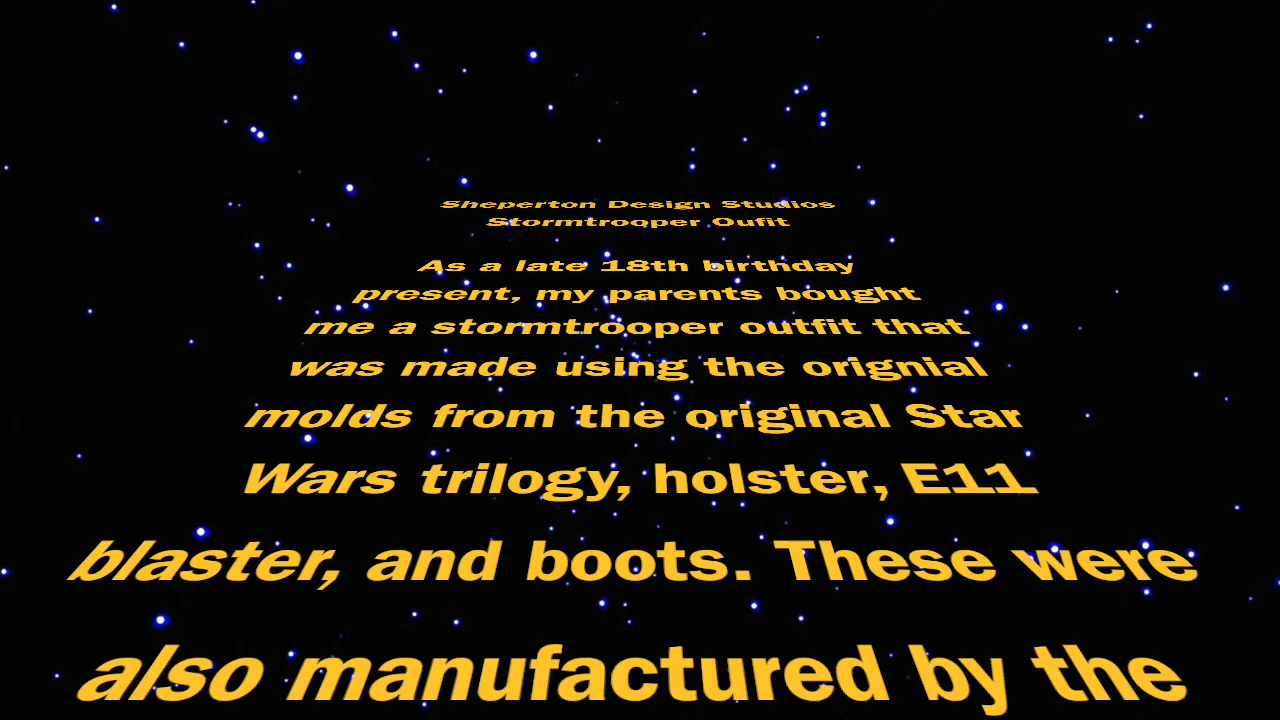 Sheperton Design Studios
Stormtrooper Oufit
As a late 18th birthday
present, my parents bought
me a stormtrooper outfit that
was made using the orignial
molds from the original Star
Wars trilogy, holster, E11
blaster, and boots. These were
also manufactured by the